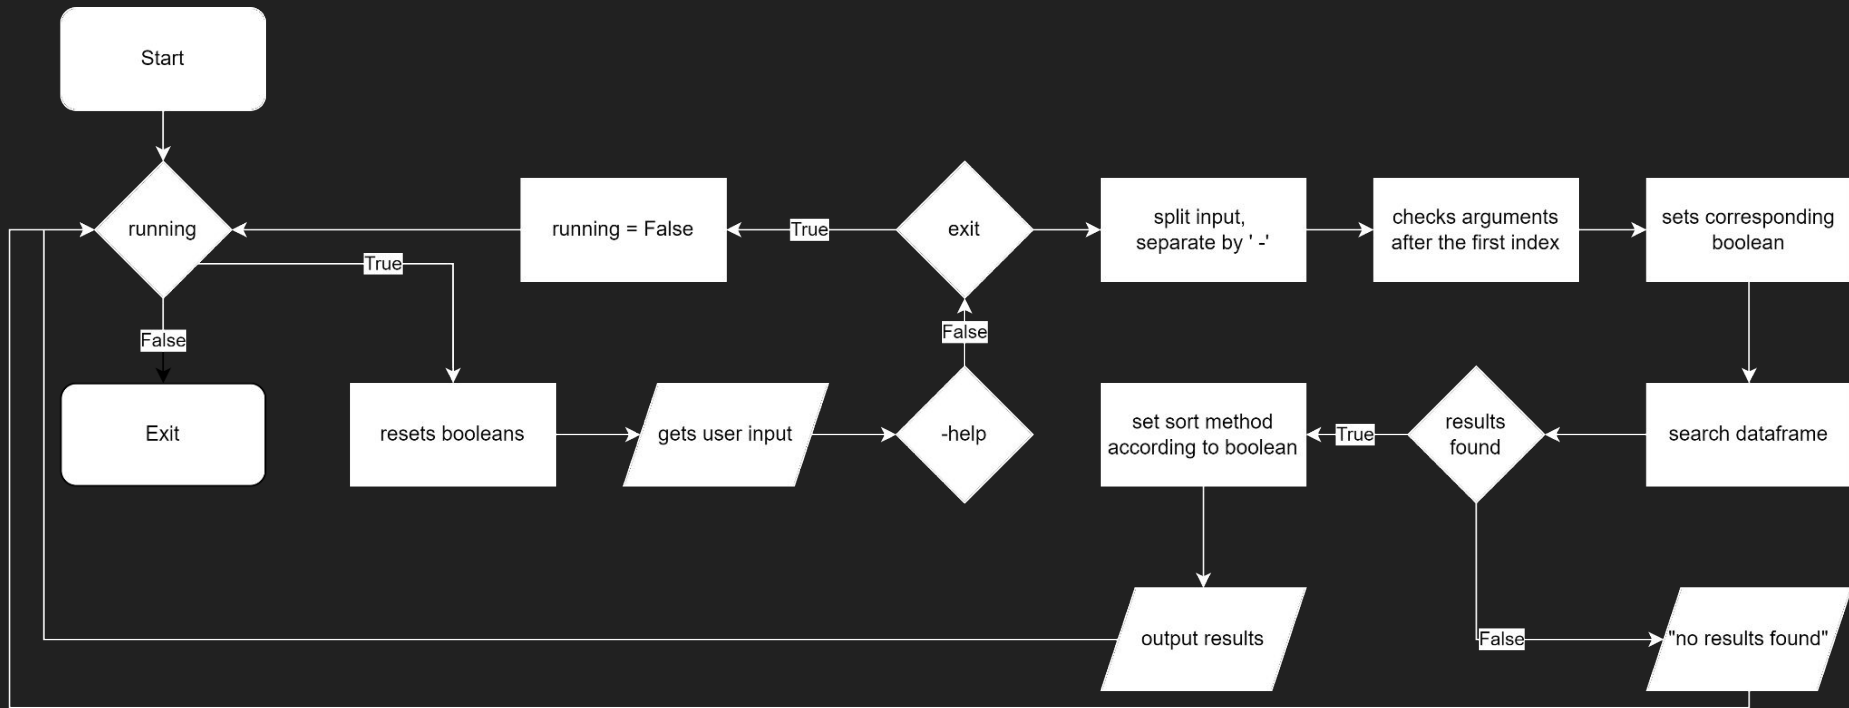 Start
running
running = False
True
exit
split input,
separate by ' -'
checks arguments
after the first index
sets corresponding
boolean
True
False
False
Exit
resets booleans
gets user input
-help
set sort method
according to boolean
True
results
found
search dataframe
output results
False
"no results found"